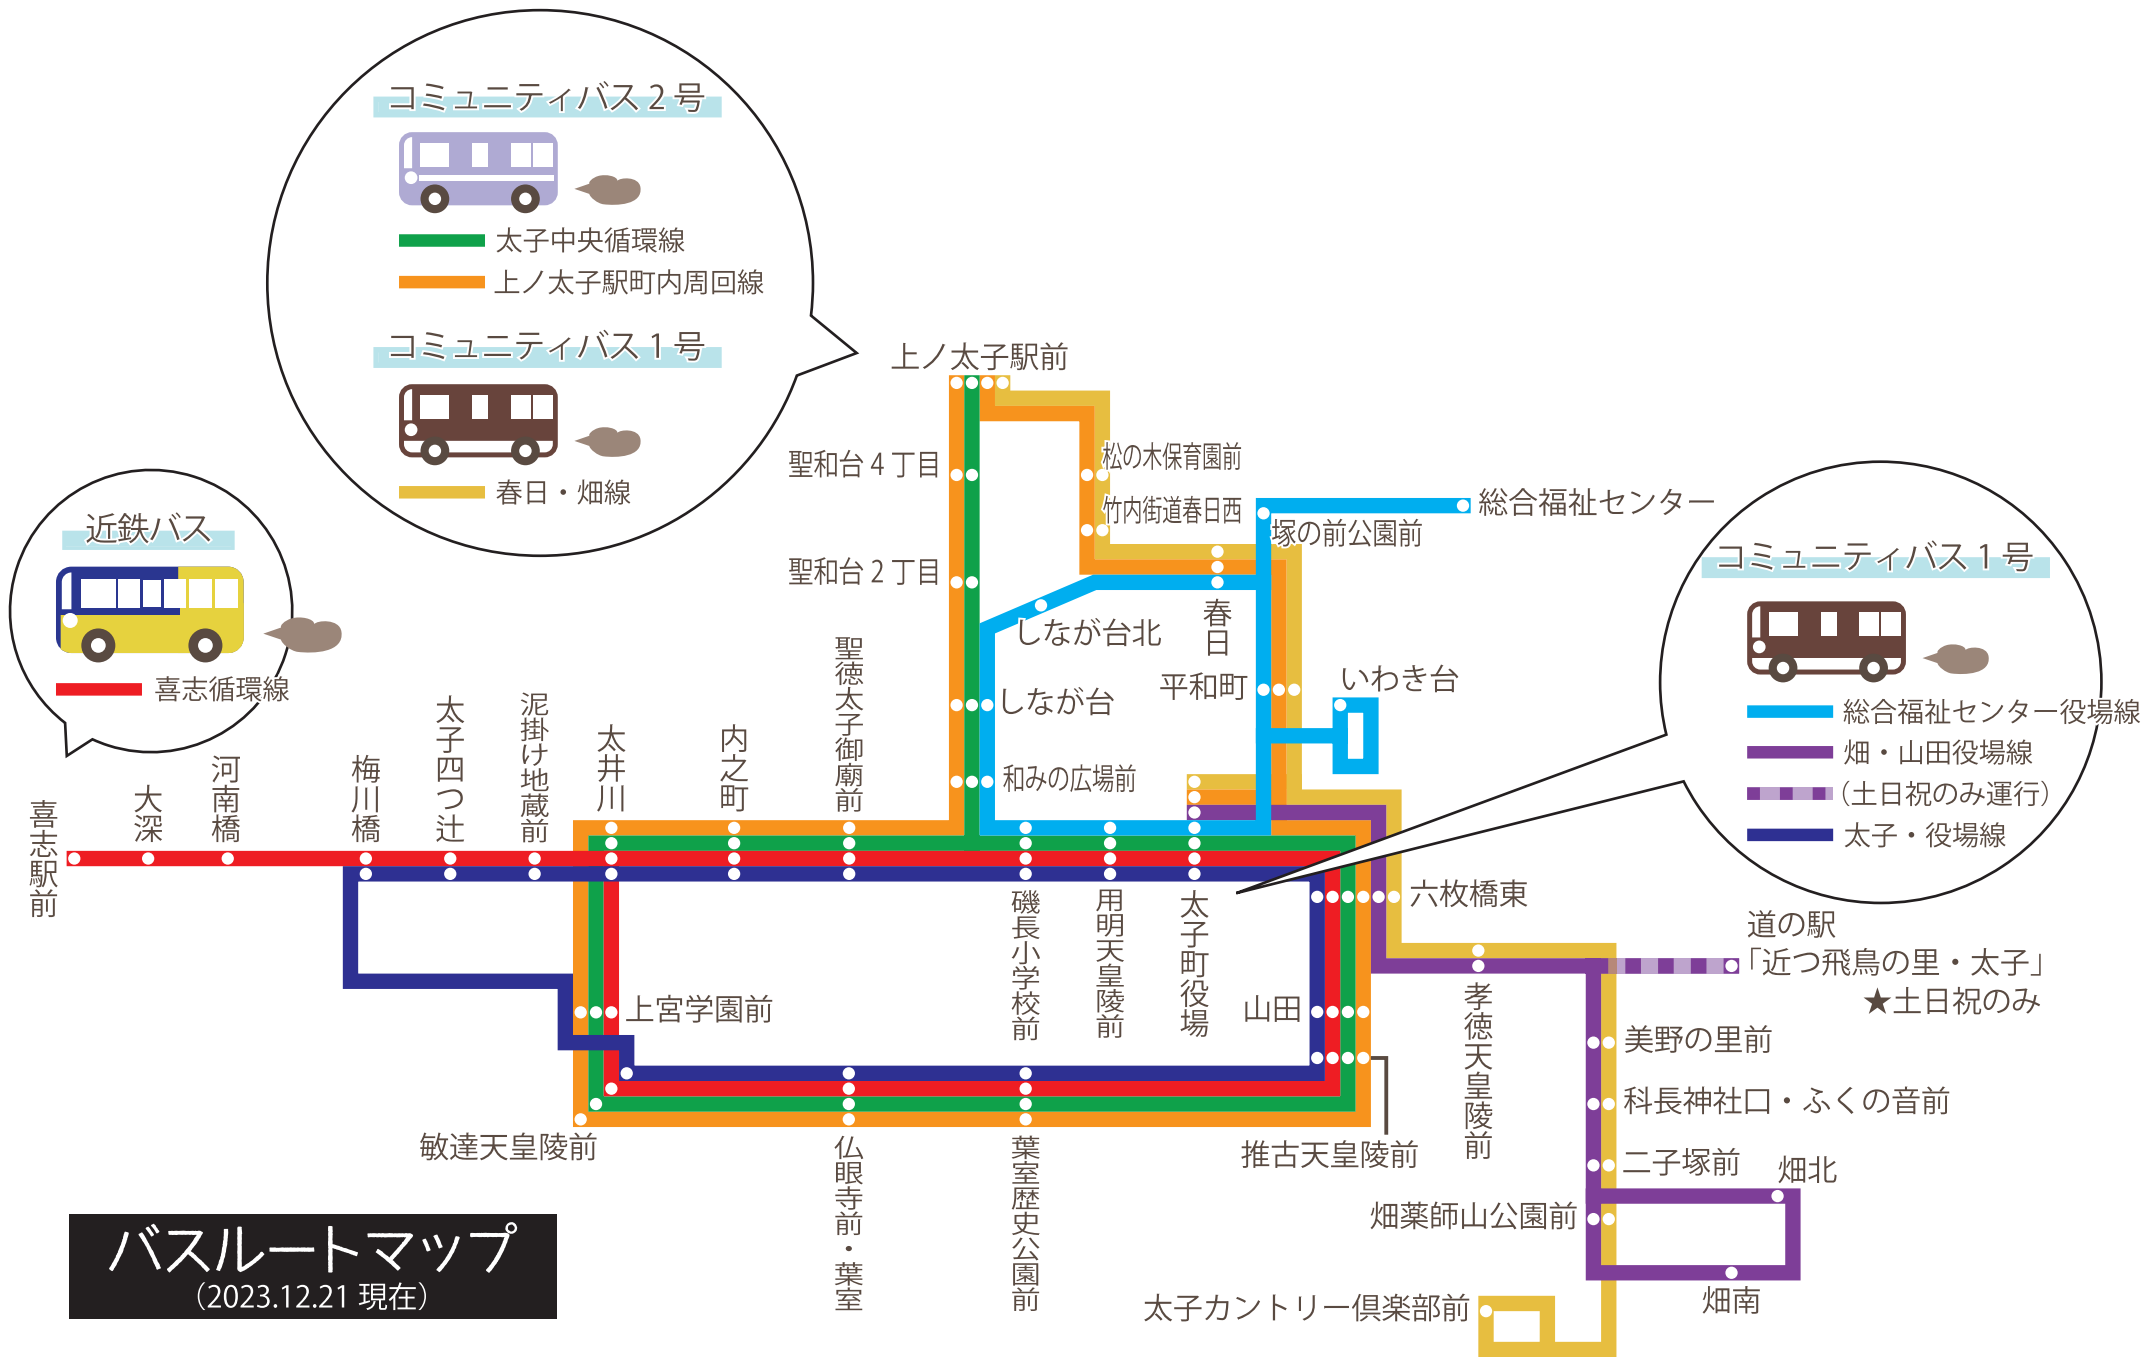 コミュニティバス2号
太子中央循環線
上ノ太子駅町内周回線
コミュニティバス1号
春日・畑線
近鉄バス
喜志循環線
コミュニティバス1号
総合福祉センター役場線
畑・山田役場線
（土日祝のみ運行）
太子・役場線
上ノ太子駅前
聖和台4丁目
松の木保育園前
竹内街道春日西
総合福祉センター
塚の前公園前
聖和台2丁目
しなが台北
春日
しなが台
平和町
いわき台
和みの広場前
喜志駅前
大深
河南橋
梅川橋
太子四つ辻
泥掛け地蔵前
太井川
内之町
聖徳太子御廟前
磯長小学校前
用明天皇陵前
太子町役場
六枚橋東
道の駅
「近つ飛鳥の里・太子」
★土日祝のみ
上宮学園前
山田
孝徳天皇陵前
美野の里前
科長神社口・ふくの音前
敏達天皇陵前
仏眼寺前・葉室
葉室歴史公園前
推古天皇陵前
二子塚前
畑北
畑薬師山公園前
畑南
太子カントリー倶楽部前
バスルートマップ
（2023.12.21 現在）